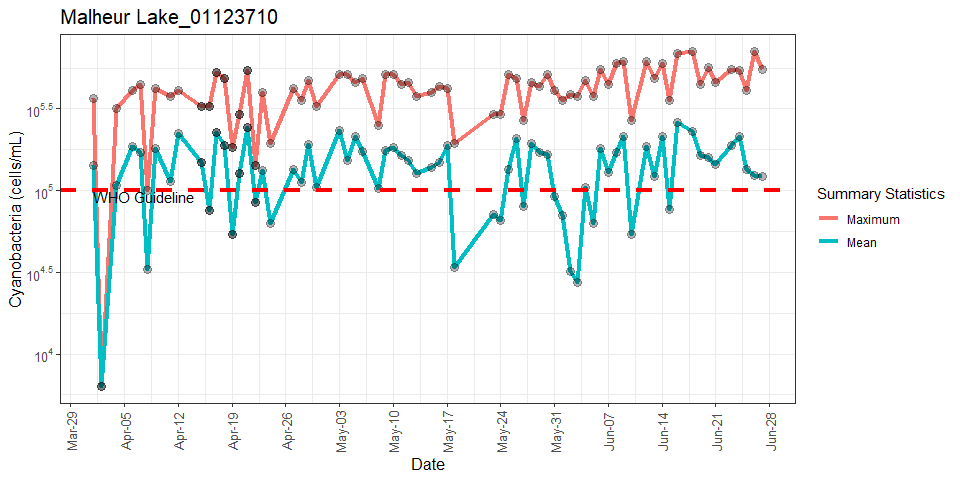 Malheur Lake_01123710
Cyanobacteria (cells/mL)
10^5.5
10^5
10^4.5
10^4
WHO Guideline
Mar-29
Apr-05
Apr-12
Apr-19
Apr-26
May-03
May-10
May-17
May-24
May-31
Jun-07
Jun-14
Jun-21
Jun-28
Date
Summary Statistics
Maximum
Mean